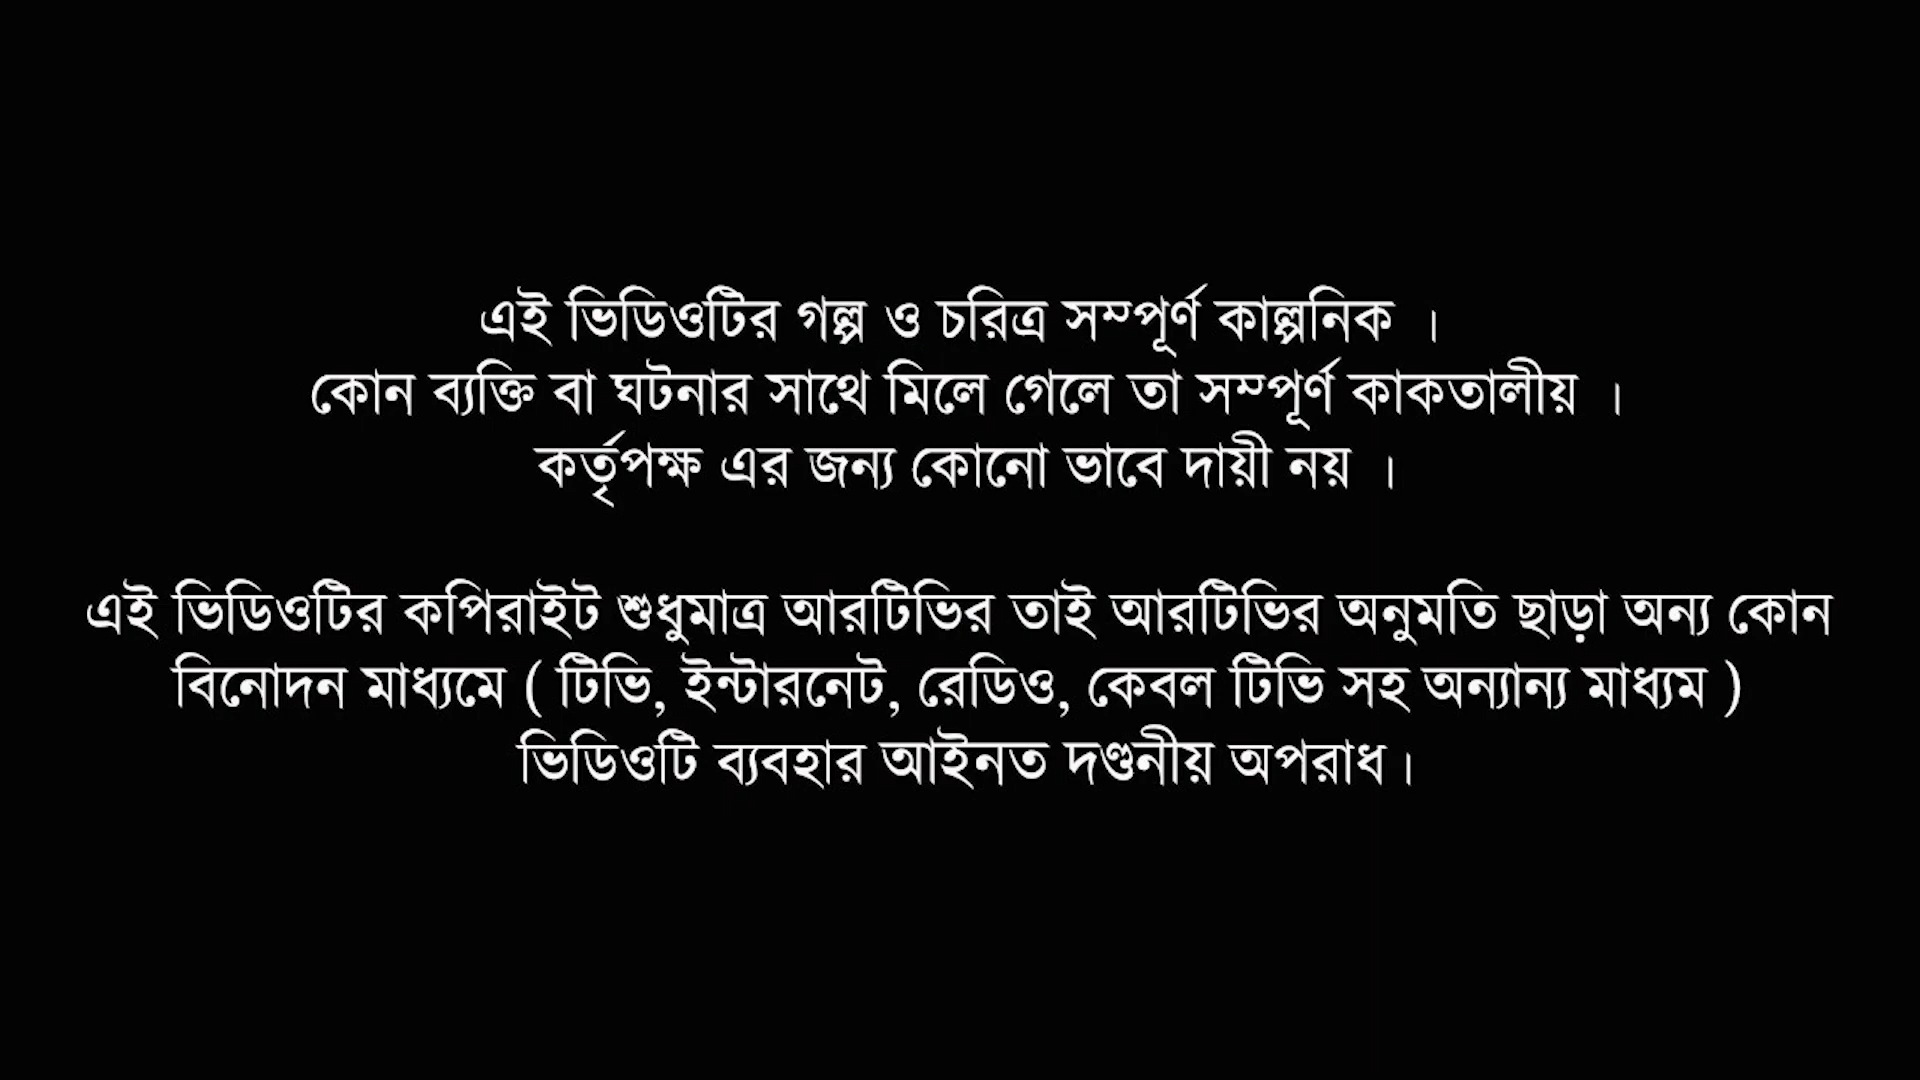 এই ভিডিওটির গল্প ও চরিত্র সম্পূর্ণ কাল্পনিক ।
কোন ব্যক্তি বা ঘটনার সাথে মিলে গেলে তা সম্পূর্ণ কাকতালীয় ।
কর্তৃপক্ষ এর জন্য কোনো ভাবে দায়ী নয় ।
এই ভিডিওটির কপিরাইট শুধুমাত্র আরটিভির তাই আরটিভির অনুমতি ছাড়া অন্য কোন
বিনোদন মাধ্যমে ( টিভি, ইন্টারনেট, রেডিও, কেবল টিভি সহ অন্যান্য মাধ্যম )
ভিডিওটি ব্যবহার আইনত দণ্ডনীয় অপরাধ।